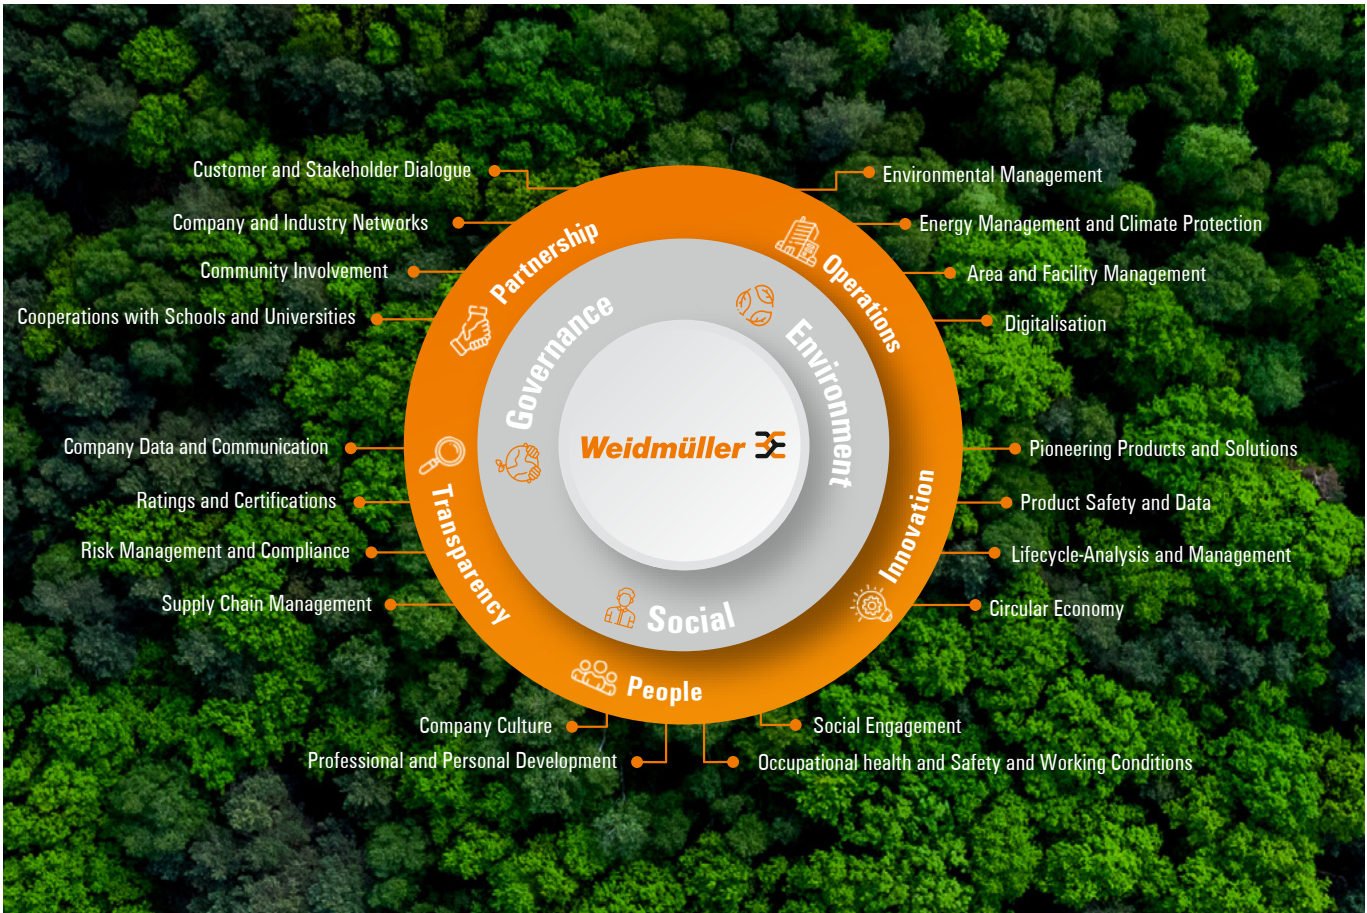 Customer and Stakeholder Dialogue
Company and Industry Networks
Community Involvement
Cooperations with Schools and Universities
Company Data and Communication
Ratings and Certifications
Risk Management and Compliance
Supply Chain Management
Company Culture
Professional and Personal Development
Partnership
Transparency
People
Operations
Innovation
Governance
Environment
Social
Weidmüller
Environmental Management
Energy Management and Climate Protection
Area and Facility Management
Digitalisation
Pioneering Products and Solutions
Product Safety and Data
Lifecycle-Analysis and Management
Circular Economy
Social Engagement
Occupational health and Safety and Working Conditions